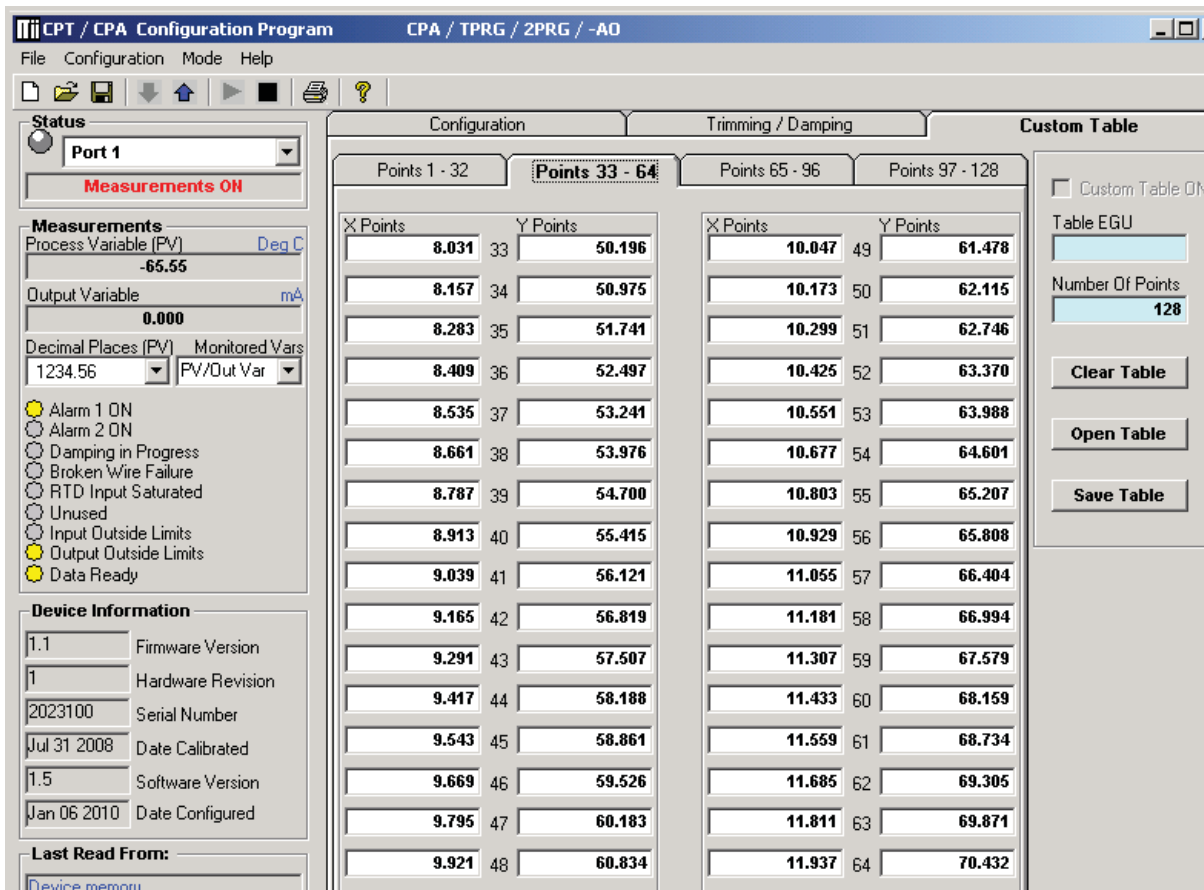 Mii CPT / CPA Configuration Program CPA / TPRG / 2PRG / -AO
File Configuration Mode Help
Status
Port 1
Measurements ON
Measurements
Process Variable (PV) Deg C
-65.55
Output Variable mA
0.000
Decimal Places (PV) Monitored Vars
1234.56 PV/Out Var
Alarm 1 ON
Alarm 2 ON
Damping in Progress
Broken Wire Failure
RTD Input Saturated
Unused
Input Outside Limits
Output Outside Limits
Data Ready
Device Information
1.1 Firmware Version
1 Hardware Revision
2023100 Serial Number
Jul 31 2008 Date Calibrated
1.5 Software Version
Jan 06 2010 Date Configured
Last Read From:
Device memory
Configuration Trimming / Damping Custom Table
Points 1 - 32 Points 33 - 64 Points 65 - 96 Points 97 - 128
X Points Y Points X Points Y Points
8.031 33 50.196 10.047 49 61.478
8.157 34 50.975 10.173 50 62.115
8.283 35 51.741 10.299 51 62.746
8.409 36 52.497 10.425 52 63.370
8.535 37 53.241 10.551 53 63.988
8.661 38 53.976 10.677 54 64.601
8.787 39 54.700 10.803 55 65.207
8.913 40 55.415 10.929 56 65.808
9.039 41 56.121 11.055 57 66.404
9.165 42 56.819 11.181 58 66.994
9.291 43 57.507 11.307 59 67.579
9.417 44 58.188 11.433 60 68.159
9.543 45 58.861 11.559 61 68.734
9.669 46 59.526 11.685 62 69.305
9.795 47 60.183 11.811 63 69.871
9.921 48 60.834 11.937 64 70.432
Custom Table ON
Table EGU
Number Of Points
128
Clear Table
Open Table
Save Table